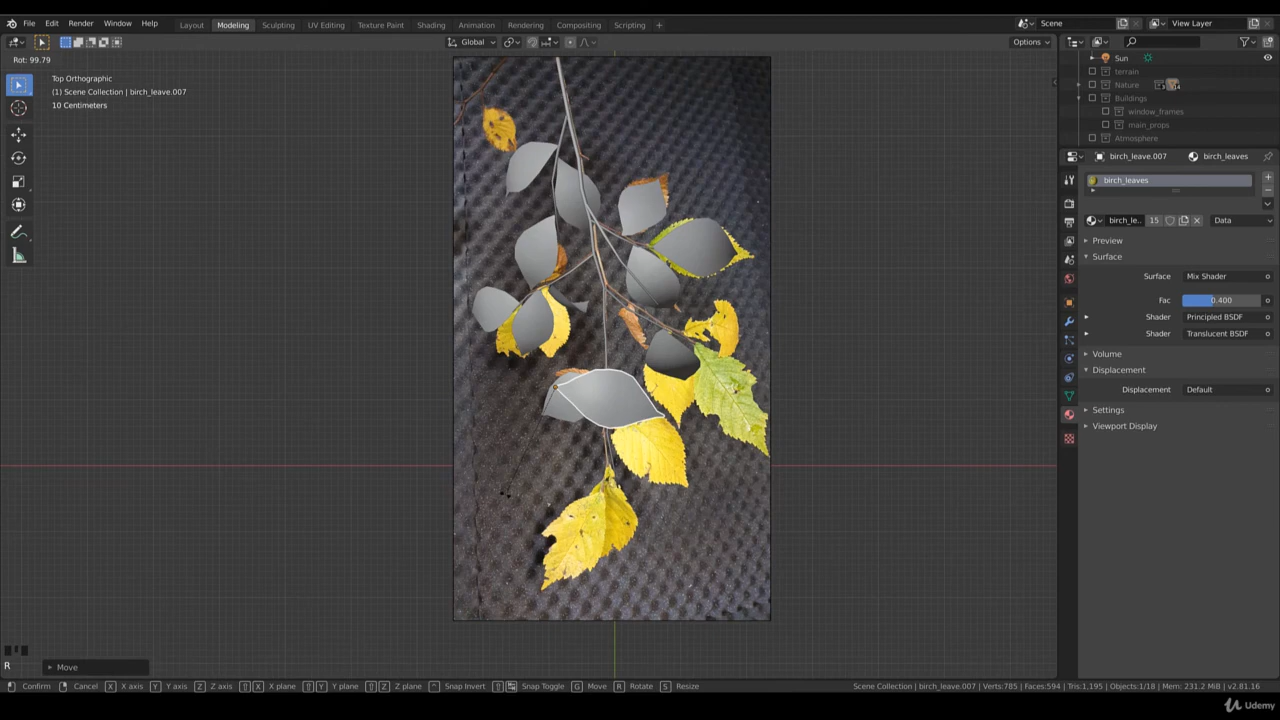 File Edit Render Window Help Layout Modeling Sculpting UV Editing Texture Paint Shading Animation Rendering Compositing Scripting + Scene View Layer
Global Options
Rot: 99.79
Sun
Top Orthographic
terrain
(1) Scene Collection | birch_leave.007
Nature
10 Centimeters
Buildings
window_frames
main_props
Atmosphere
birch_leave.007 birch_leaves
birch_leaves
birch_le.. 15 Data
Preview
Surface
Surface Mix Shader
Fac 0.400
Shader Principled BSDF
Shader Translucent BSDF
Volume
Displacement
Displacement Default
Settings
Viewport Display
R
Move
Confirm Cancel X X axis Y Y axis Z Z axis X X plane Y Y plane Z Z plane Snap Invert Snap Toggle G Move R Rotate S Resize Scene Collection | birch_leave.007 | Verts:785 | Faces:594 | Tris:1,195 | Objects:1/18 | Mem: 231.2 MiB | v2.81.16
Udemy